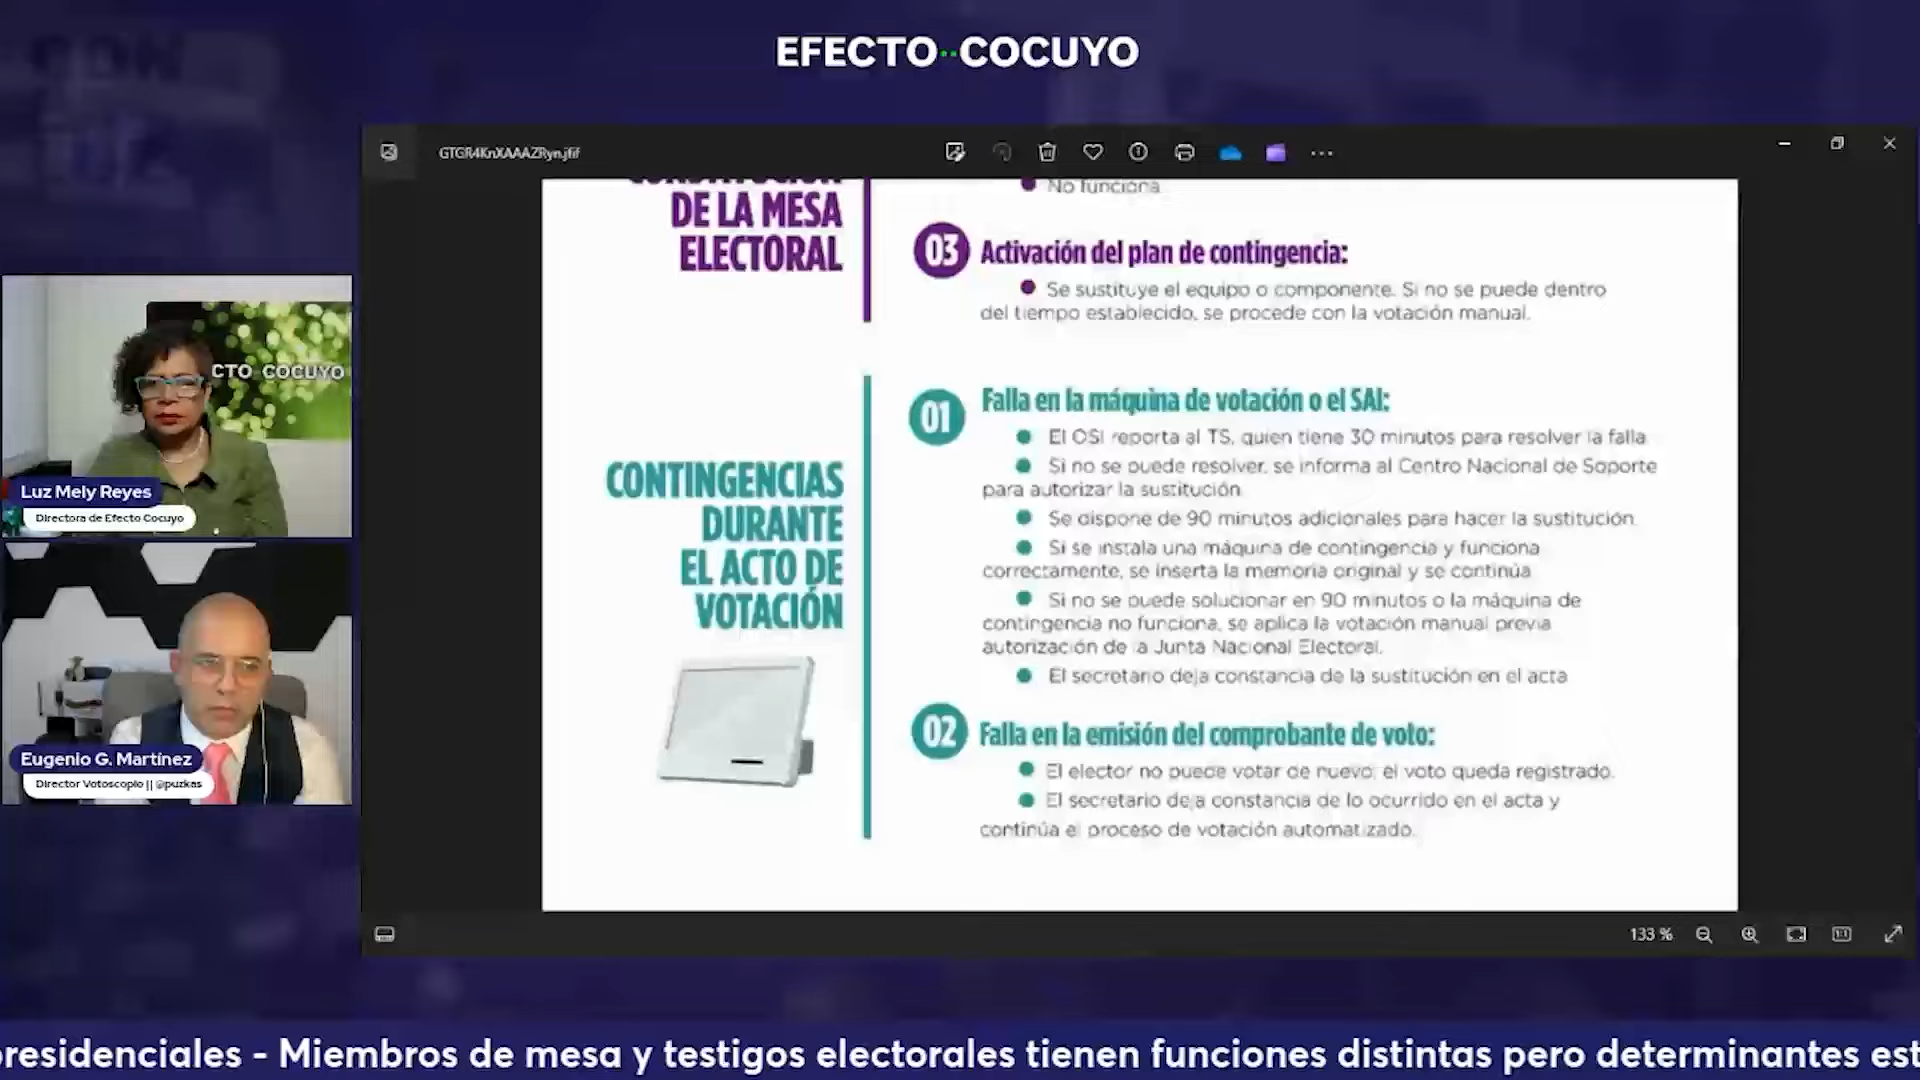 EFECTO··COCUYO
GTGR4KnXAAAZRyn.jfif
DE LA MESA
ELECTORAL
No funciona
03 Activación del plan de contingencia:
Se sustituye el equipo o componente. Si no se puede dentro
del tiempo establecido, se procede con la votación manual.
CONTINGENCIAS
DURANTE
EL ACTO DE
VOTACIÓN
01 Falla en la máquina de votación o el SAI:
El OSI reporta al TS, quien tiene 30 minutos para resolver la falla
Si no se puede resolver, se informa al Centro Nacional de Soporte
para autorizar la sustitución
Se dispone de 90 minutos adicionales para hacer la sustitución
Si se instala una máquina de contingencia y funciona
correctamente, se inserta la memoria original y se continúa
Si no se puede solucionar en 90 minutos o la máquina de
contingencia no funciona, se aplica la votación manual previa
autorización de la Junta Nacional Electoral.
El secretario deja constancia de la sustitución en el acta
02 Falla en la emisión del comprobante de voto:
El elector no puede votar de nuevo, el voto queda registrado.
El secretario deja constancia de lo ocurrido en el acta y
continúa el proceso de votación automatizado.
133 %
CTO COCUYO
Luz Mely Reyes
Directora de Efecto Cocuyo
Eugenio G. Martínez
Director Votoscopio || @puzkas
presidenciales - Miembros de mesa y testigos electorales tienen funciones distintas pero determinantes est